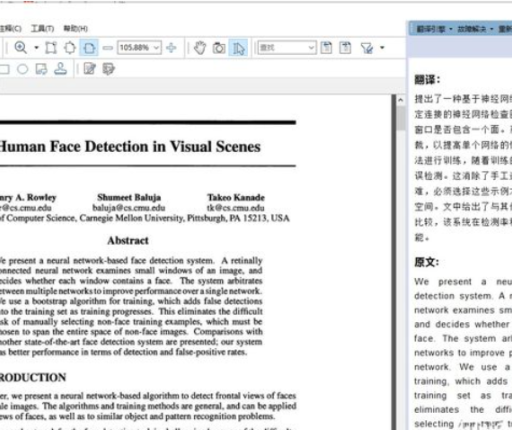 注释(C) 工具(T) 帮助(H)
翻译引擎 故障解决 重新
105.88%
查找
Human Face Detection in Visual Scenes
nry A. Rowley Shumeet Baluja Takeo Kanade
@cs.cmu.edu baluja@cs.cmu.edu tk@cs.cmu.edu
of Computer Science, Carnegie Mellon University, Pittsburgh, PA 15213, USA
Abstract
e present a neural network-based face detection system. A retinally
onnected neural network examines small windows of an image, and
ecides whether each window contains a face. The system arbitrates
etween multiple networks to improve performance over a single network.
e use a bootstrap algorithm for training, which adds false detections
to the training set as training progresses. This eliminates the difficult
sk of manually selecting non-face training examples, which must be
hosen to span the entire space of non-face images. Comparisons with
nother state-of-the-art face detection system are presented; our system
as better performance in terms of detection and false-positive rates.
RODUCTION
er, we present a neural network-based algorithm to detect frontal views of faces
le images. The algorithms and training methods are general, and can be applied
ews of faces, as well as to similar object and pattern recognition problems.
翻译:
提出了一种基于神经网络
定连接的神经网络检查图
窗口是否包含一个面。系
裁，以提高单个网络的性
法进行训练，随着训练的
误检测。这消除了手工选
难，必须选择这些示例来
空间。文中给出了与其他
比较，该系统在检测率和
能。
原文:
We present a neu
detection system. A r
network examines sm
and decides whether
face. The system arl
networks to improve p
network. We use a
training, which adds
training set as tra
eliminates the diffi
selecting